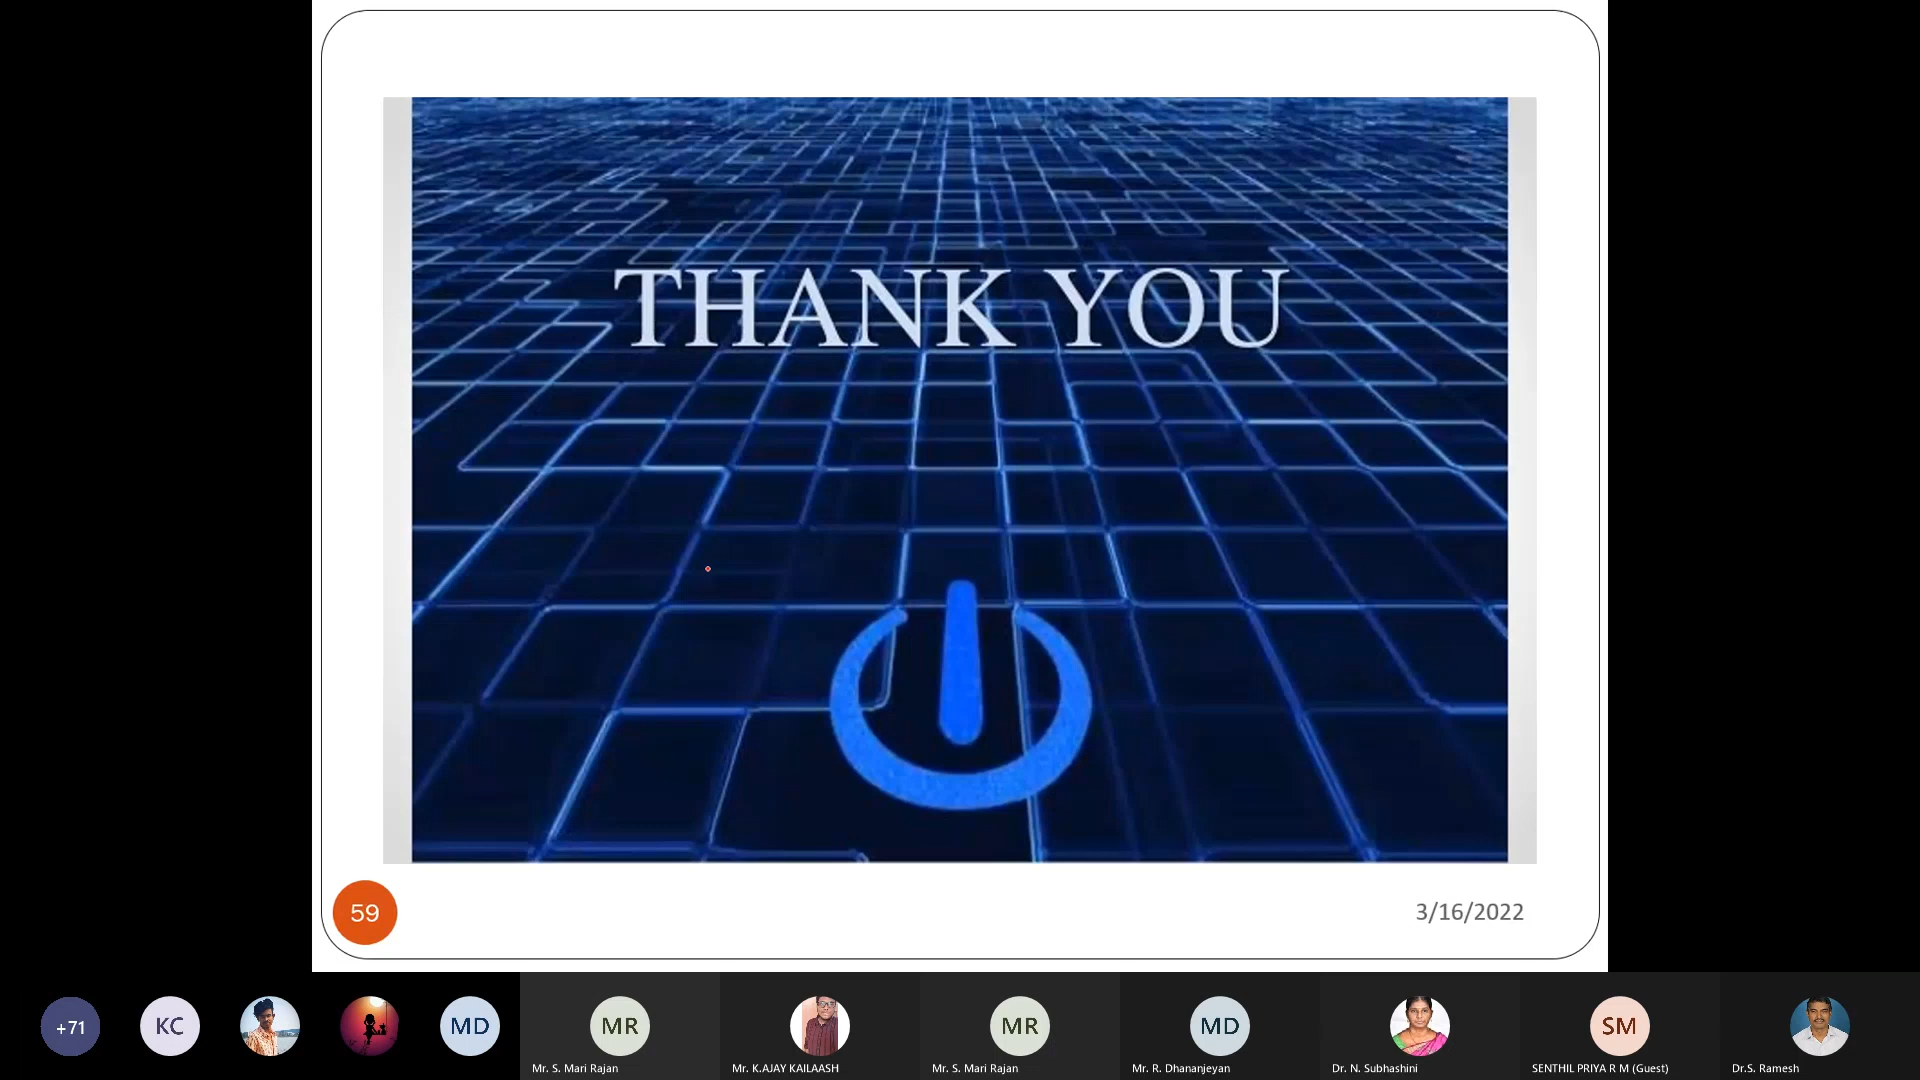 THANK YOU
59
3/16/2022
+71
KC
MD
MR
MR
MD
SM
Mr. S. Mari Rajan
Mr. K.AJAY KAILAASH
Mr. S. Mari Rajan
Mr. R. Dhananjeyan
Dr. N. Subhashini
SENTHIL PRIYA R M (Guest)
Dr.S. Ramesh